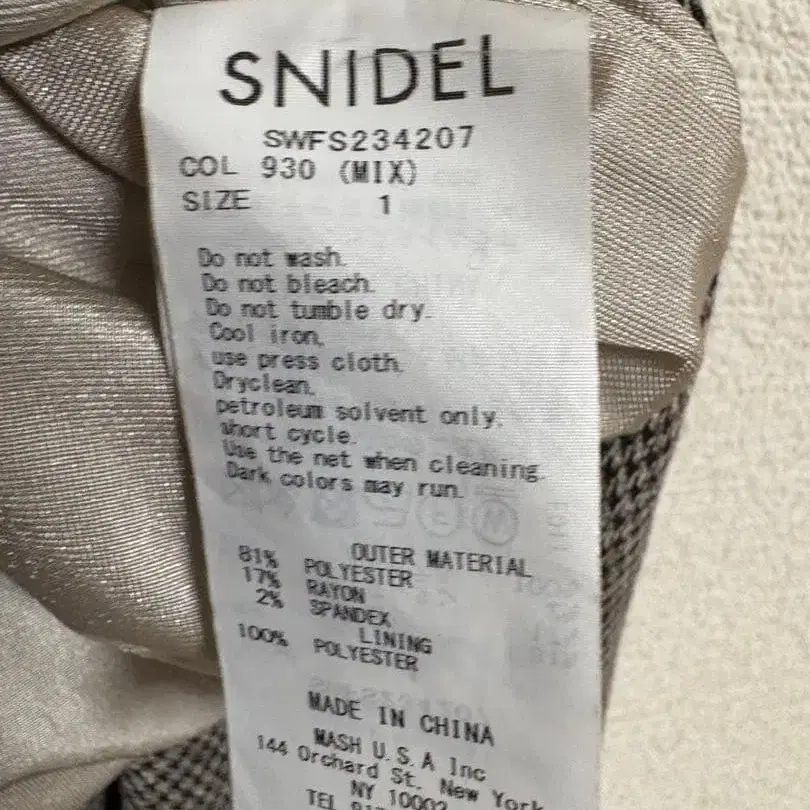 SNIDEL
SWFS234207
COL 930 (MIX)
SIZE 1
Do not wash.
Do not bleach.
Do not tumble dry.
Cool iron,
use press cloth.
Dryclean,
petroleum solvent only,
short cycle.
Use the net when cleaning.
Dark colors may run.
OUTER MATERIAL
81% POLYESTER
17% RAYON
2% SPANDEX
LINING
100% POLYESTER
MADE IN CHINA
MASH U.S.A Inc
144 Orchard St. New York
NY 10002
TEL